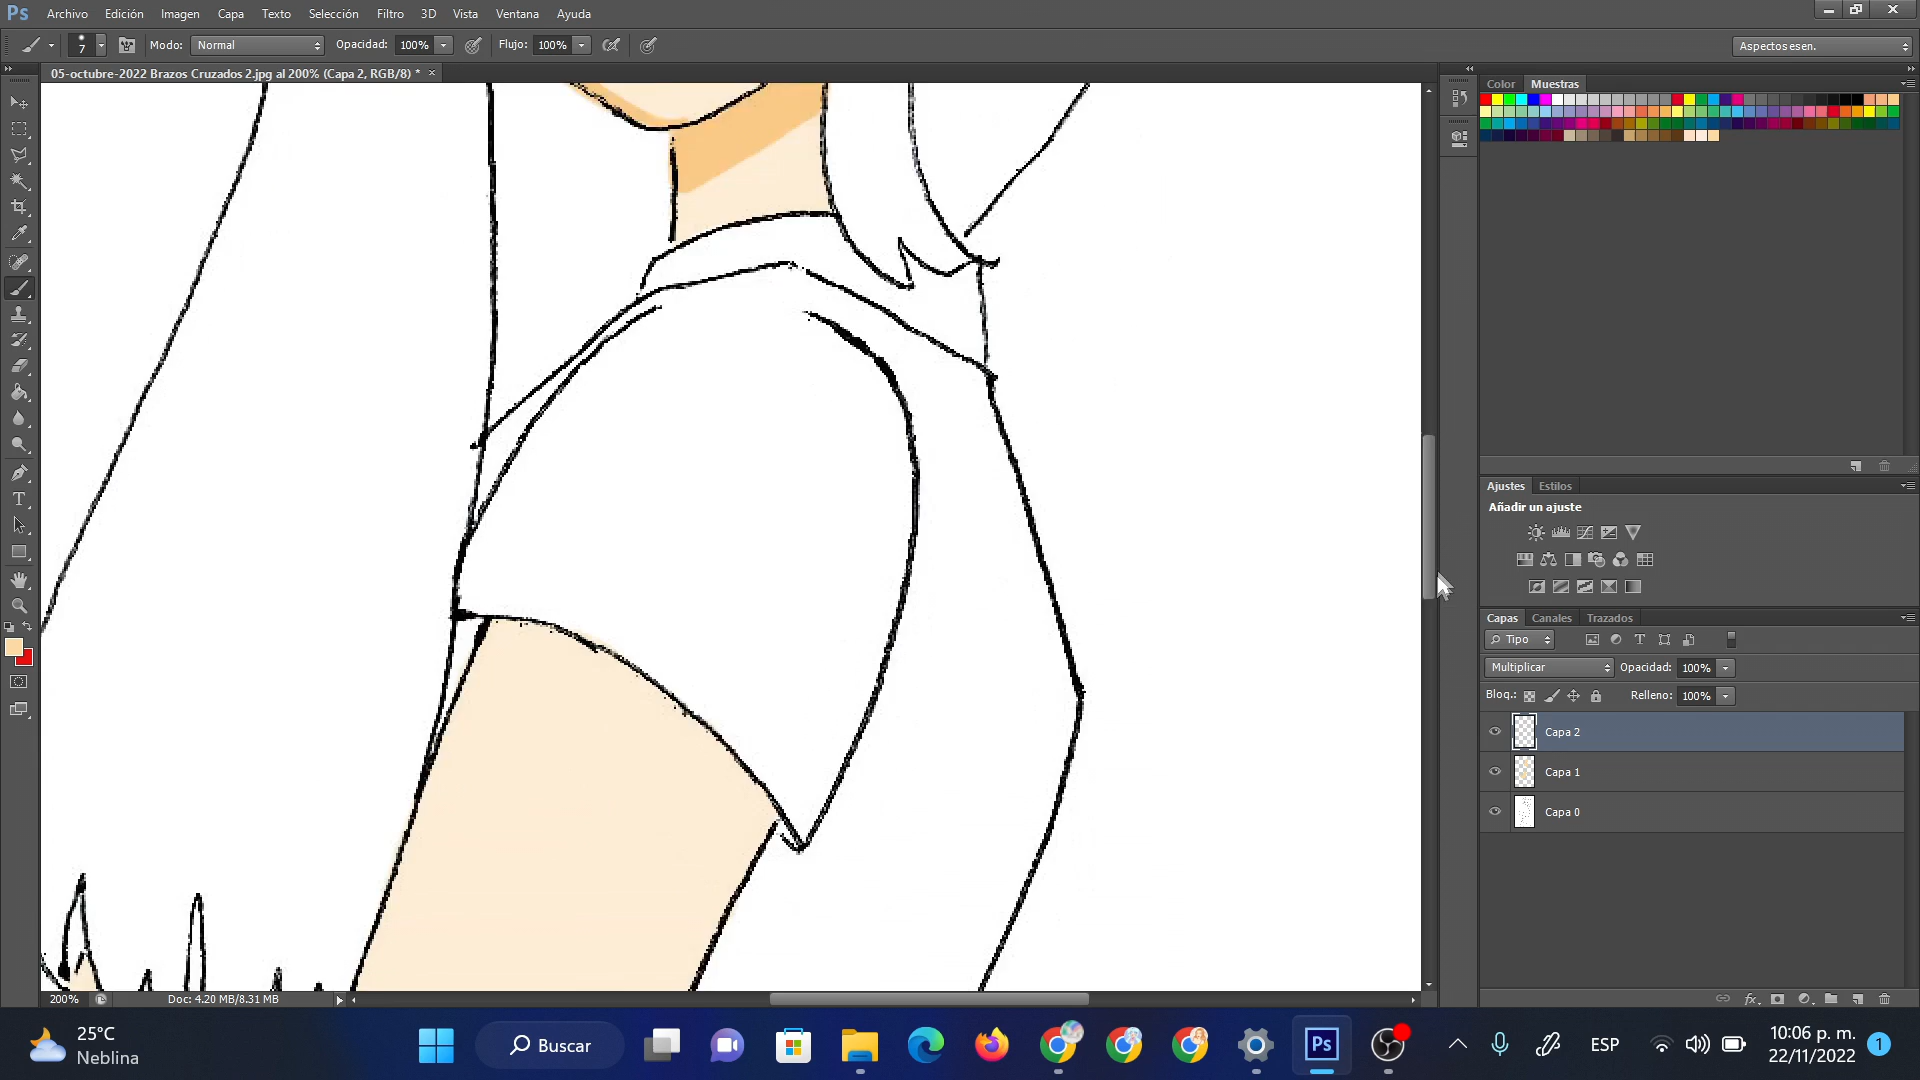 Ps Archivo Edición Imagen Capa Texto Selección Filtro 3D Vista Ventana Ayuda
7 Modo: Normal Opacidad: 100% Flujo: 100% Aspectos esen.
05-octubre-2022 Brazos Cruzados 2.jpg al 200% (Capa 2, RGB/8) *
Color Muestras
Ajustes Estilos
Añadir un ajuste
Capas Canales Trazados
Tipo
Multiplicar Opacidad: 100%
Bloq.: Relleno: 100%
Capa 2
Capa 1
Capa 0
200% Doc: 4.20 MB/8.31 MB
25°C
Neblina
Buscar
Ps
ESP
10:06 p. m.
22/11/2022
1